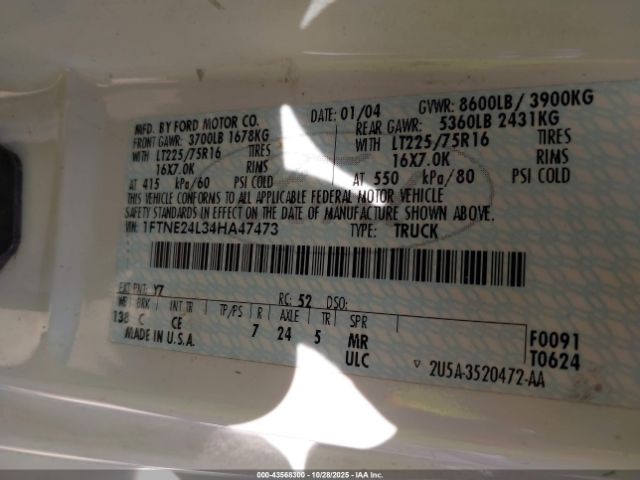 MFD. BY FORD MOTOR CO. DATE: 01/04 GVWR: 8600LB/ 3900KG
FRONT GAWR: 3700LB 1678KG REAR GAWR: 5360LB 2431KG
WITH LT225/75R16 TIRES WITH LT225/75R16 TIRES
16X7.0K RIMS 16X7.0K RIMS
AT 415 kPa/60 PSI COLD AT 550 kPa/80 PSI COLD
THIS VEHICLE CONFORMS TO ALL APPLICABLE FEDERAL MOTOR VEHICLE
SAFETY STANDARDS IN EFFECT ON THE DATE OF MANUFACTURE SHOWN ABOVE.
VIN: 1FTNE24L34HA47473 TYPE: TRUCK
EXT PNT: Y7 RC: 52 DSO:
WB BRK INT TR TP/PS R AXLE TR SPR
138 C CE 7 24 5 MR F0091
MADE IN U.S.A. ULC T0624
▽ 2U5A-3520472-AA
000-43568300 - 10/28/2025 - IAA, Inc.